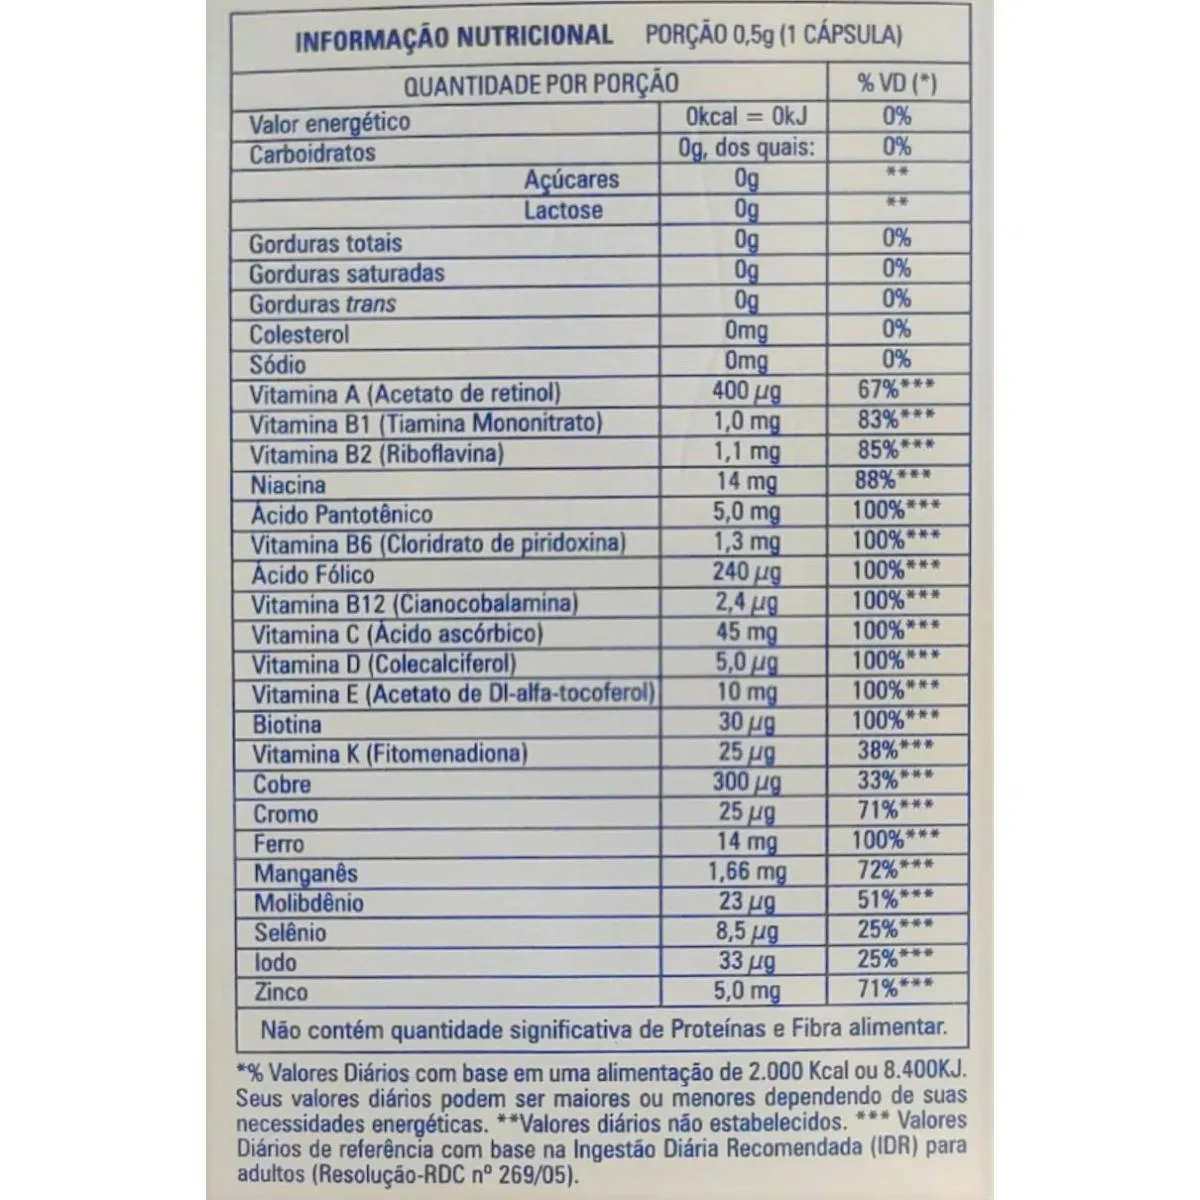 INFORMAÇÃO NUTRICIONAL PORÇÃO 0,5g (1 CÁPSULA)
QUANTIDADE POR PORÇÃO % VD (*)
Valor energético 0kcal = 0kJ 0%
Carboidratos 0g, dos quais: 0%
Açúcares 0g **
Lactose 0g **
Gorduras totais 0g 0%
Gorduras saturadas 0g 0%
Gorduras trans 0g 0%
Colesterol 0mg 0%
Sódio 0mg 0%
Vitamina A (Acetato de retinol) 400 µg 67%***
Vitamina B1 (Tiamina Mononitrato) 1,0 mg 83%***
Vitamina B2 (Riboflavina) 1,1 mg 85%***
Niacina 14 mg 88%***
Ácido Pantotênico 5,0 mg 100%***
Vitamina B6 (Cloridrato de piridoxina) 1,3 mg 100%***
Ácido Fólico 240 µg 100%***
Vitamina B12 (Cianocobalamina) 2,4 µg 100%***
Vitamina C (Ácido ascórbico) 45 mg 100%***
Vitamina D (Colecalciferol) 5,0 µg 100%***
Vitamina E (Acetato de Dl-alfa-tocoferol) 10 mg 100%***
Biotina 30 µg 100%***
Vitamina K (Fitomenadiona) 25 µg 38%***
Cobre 300 µg 33%***
Cromo 25 µg 71%***
Ferro 14 mg 100%***
Manganês 1,66 mg 72%***
Molibdênio 23 µg 51%***
Selênio 8,5 µg 25%***
Iodo 33 µg 25%***
Zinco 5,0 mg 71%***
Não contém quantidade significativa de Proteínas e Fibra alimentar.
*% Valores Diários com base em uma alimentação de 2.000 Kcal ou 8.400KJ.
Seus valores diários podem ser maiores ou menores dependendo de suas
necessidades energéticas. **Valores diários não estabelecidos. *** Valores
Diários de referência com base na Ingestão Diária Recomendada (IDR) para
adultos (Resolução-RDC nº 269/05).